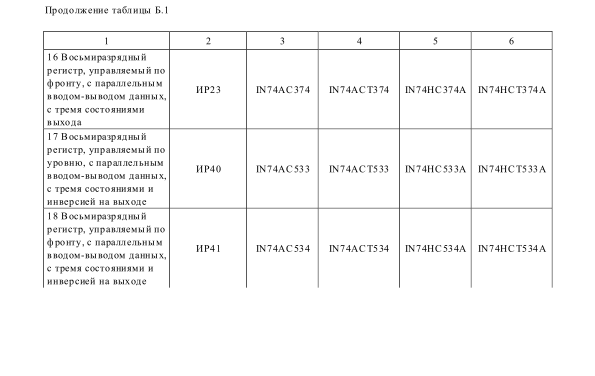 Продолжение таблицы Б.1
1 2 3 4 5 6
16 Восьмиразрядный
регистр, управляемый по
фронту, с параллельным
вводом-выводом данных,
с тремя состояниями
выхода
ИР23 IN74AC374 IN74ACT374 IN74HC374A IN74HCT374A
17 Восьмиразрядный
регистр, управляемый по
уровню, с параллельным
вводом-выводом данных,
с тремя состояниями и
инверсией на выходе
ИР40 IN74AC533 IN74ACT533 IN74HC533A IN74HCT533A
18 Восьмиразрядный
регистр, управляемый по
фронту, с параллельным
вводом-выводом данных,
с тремя состояниями и
инверсией на выходе
ИР41 IN74AC534 IN74ACT534 IN74HC534A IN74HCT534A